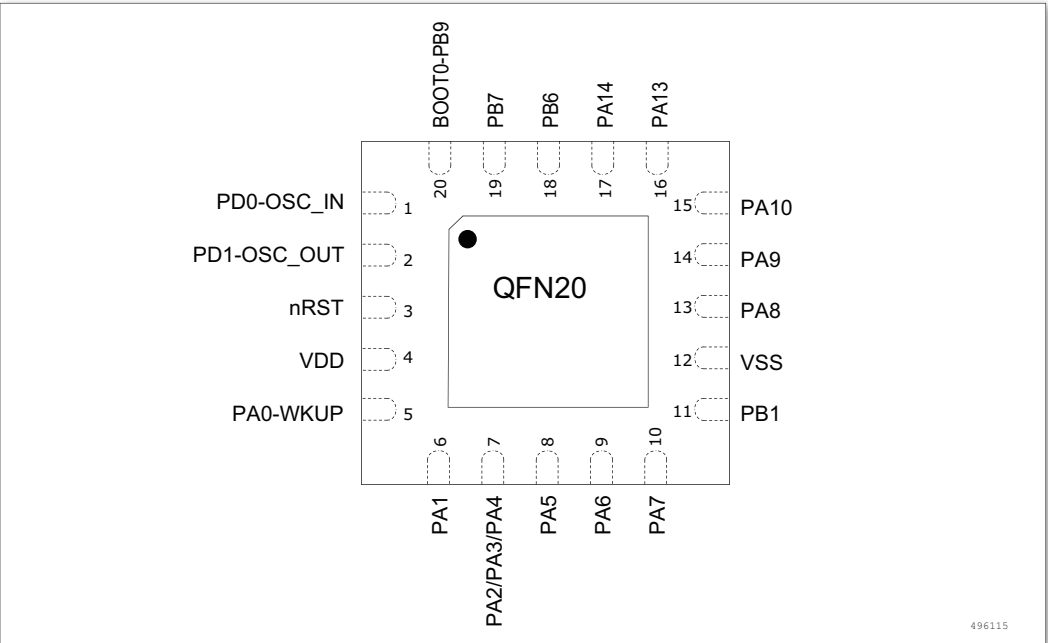 BOOT0-PB9
PB7
PB6
PA14
PA13
20
19
18
17
16
PD0-OSC_IN
1
PD1-OSC_OUT
2
nRST
3
VDD
4
PA0-WKUP
5
QFN20
15
PA10
14
PA9
13
PA8
12
VSS
11
PB1
6
7
8
9
10
PA1
PA2/PA3/PA4
PA5
PA6
PA7
496115